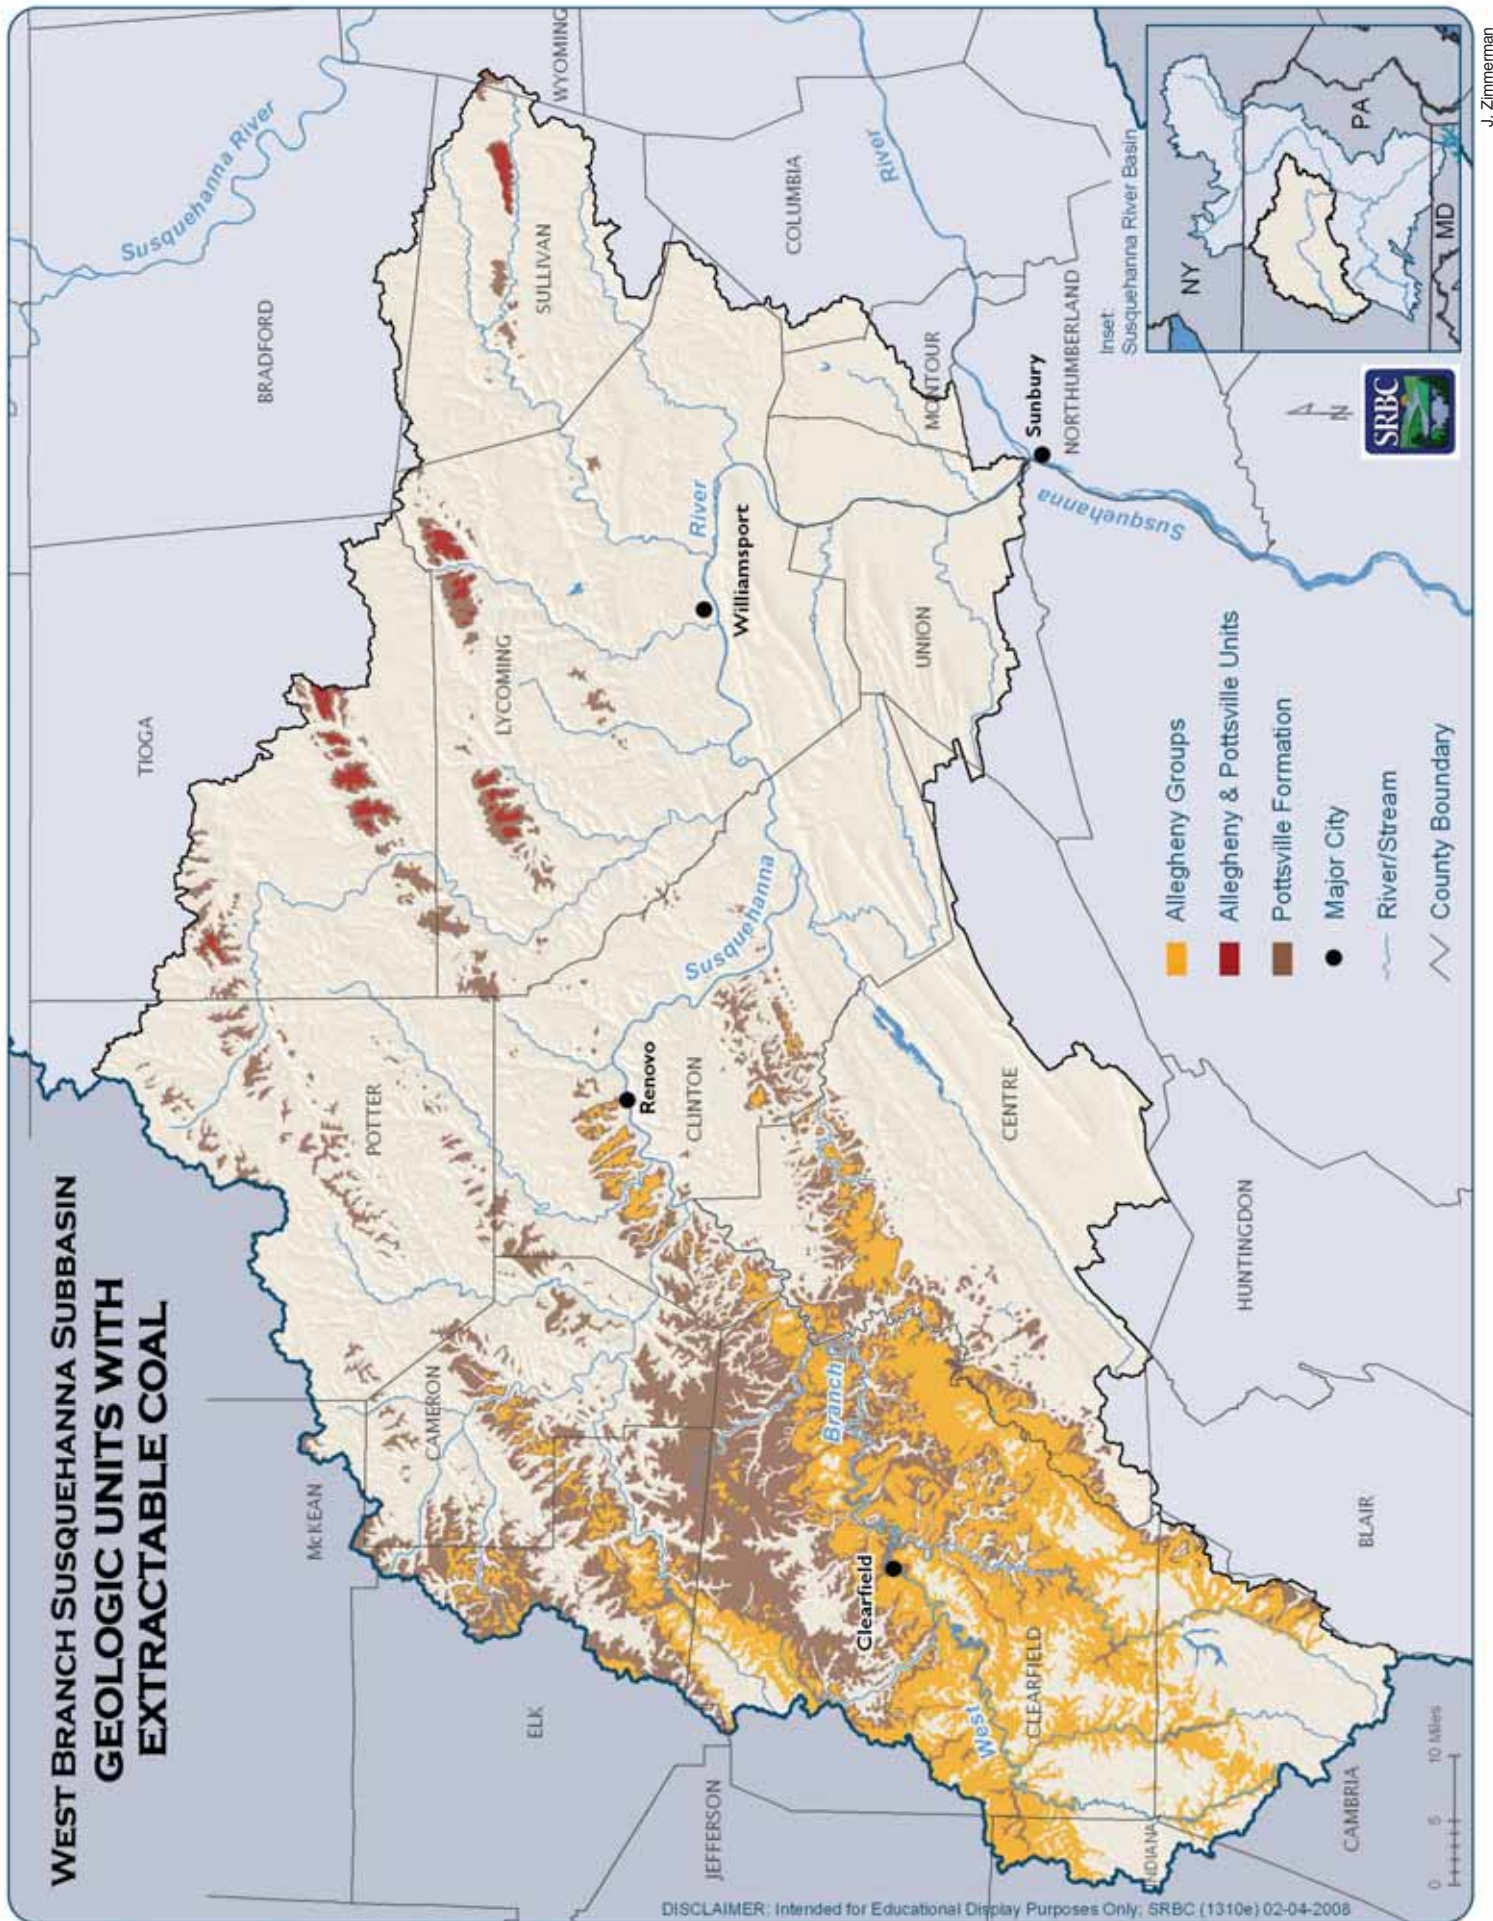 WEST BRANCH SUSQUEHANNA SUBBASIN
GEOLOGIC UNITS WITH
EXTRACTABLE COAL
Susquehanna River
WYOMING
BRADFORD
TIOGA
SULLIVAN
COLUMBIA
River
MONTOUR
NORTHUMBERLAND
Sunbury
Susquehanna
LYCOMING
River
Williamsport
UNION
POTTER
Susquehanna
Renovo
CLINTON
CENTRE
McKEAN
CAMERON
Branch
HUNTINGDON
ELK
Clearfield
CLEARFIELD
West
BLAIR
JEFFERSON
INDIANA
CAMBRIA
Allegheny Groups
Allegheny & Pottsville Units
Pottsville Formation
Major City
River/Stream
County Boundary
Inset:
Susquehanna River Basin
NY
PA
MD
N
SRBC
0 5 10 Miles
DISCLAIMER: Intended for Educational Display Purposes Only; SRBC (1310e) 02-04-2008
J. Zimmerman